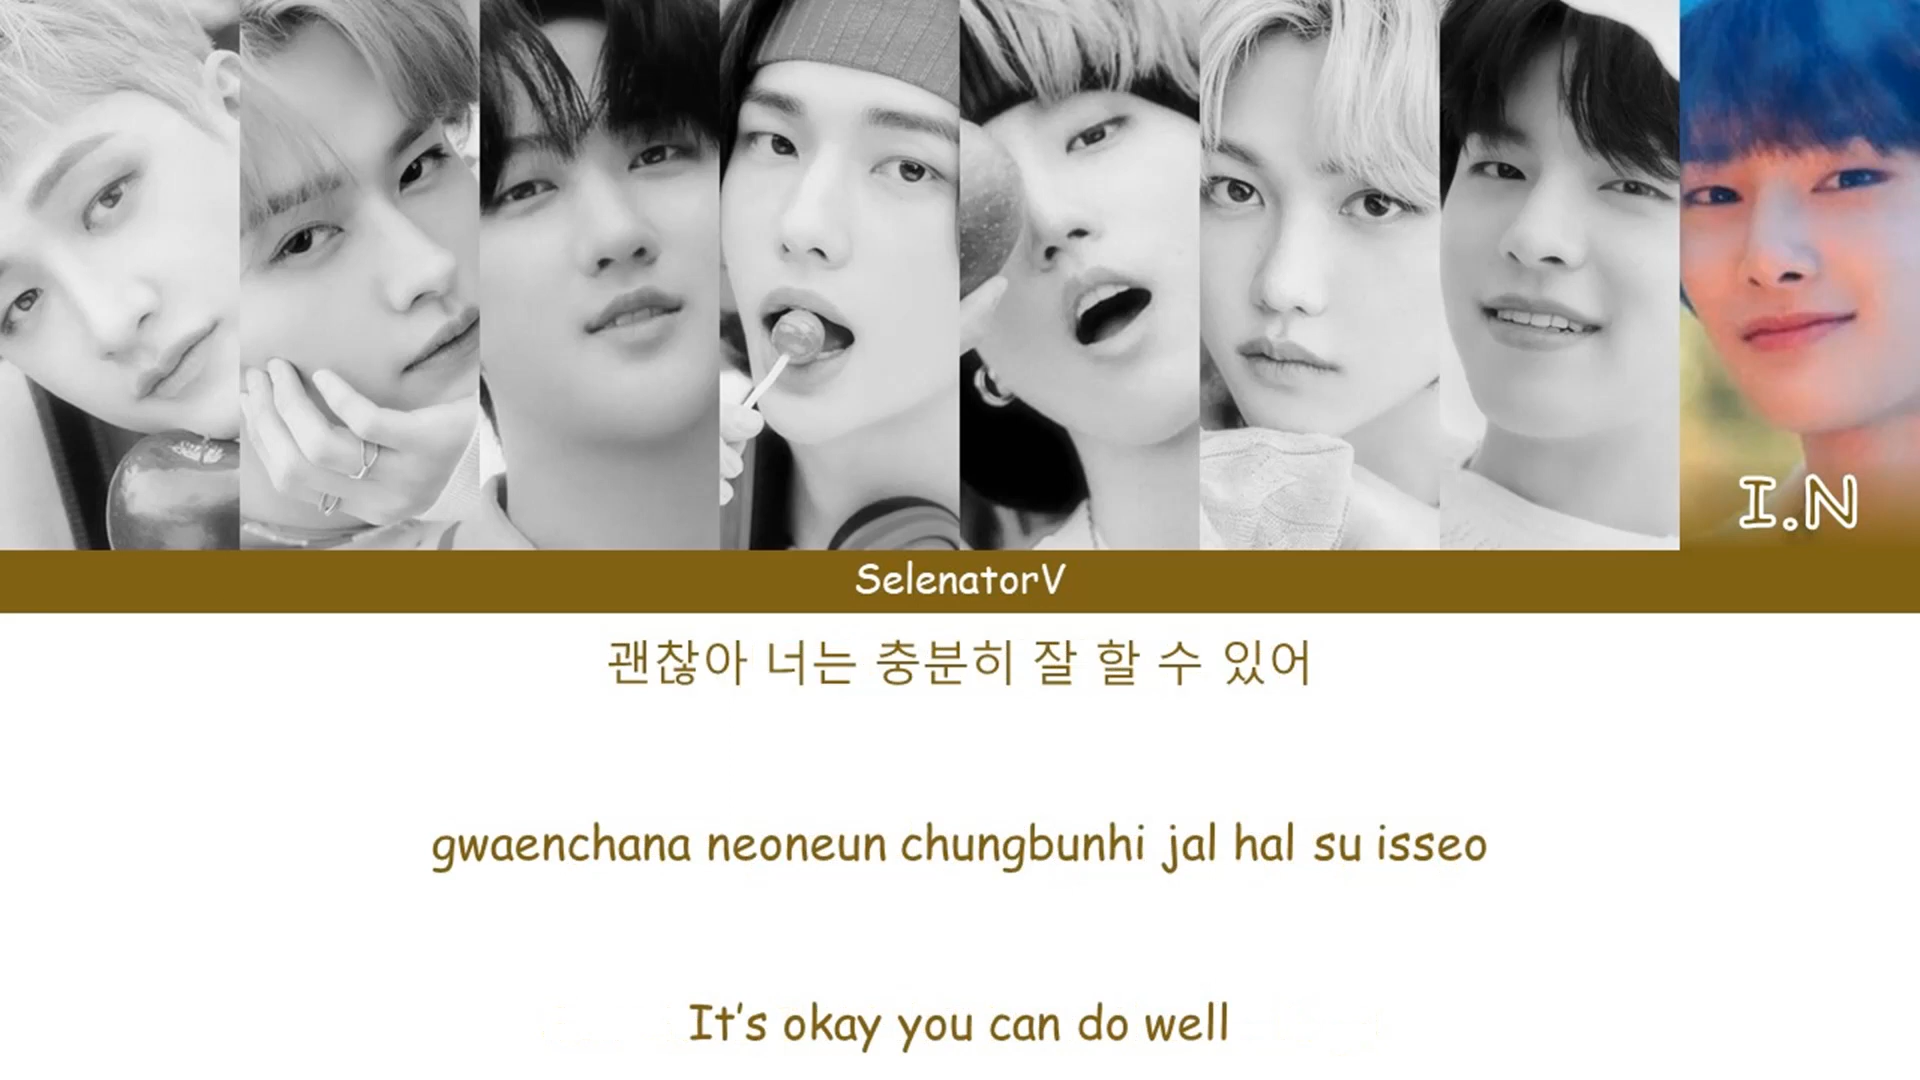 I.N
SelenatorV
괜찮아 너는 충분히 잘 할 수 있어
gwaenchana neoneun chungbunhi jal hal su isseo
It's okay you can do well